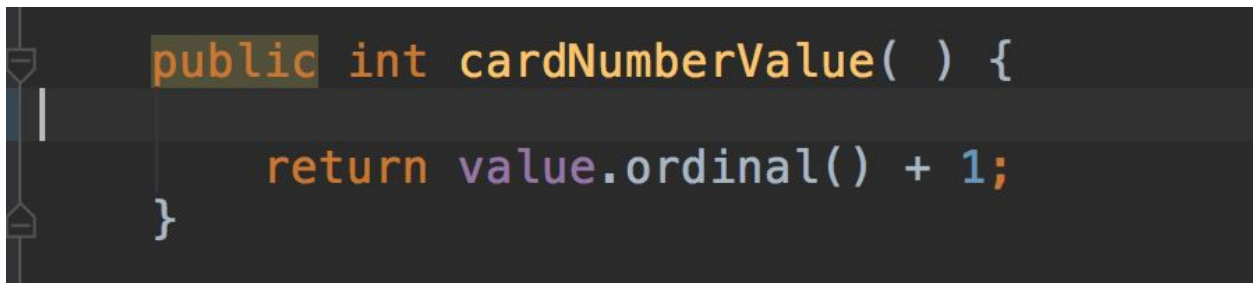 public int cardNumberValue( ) {
return value.ordinal() + 1;
}